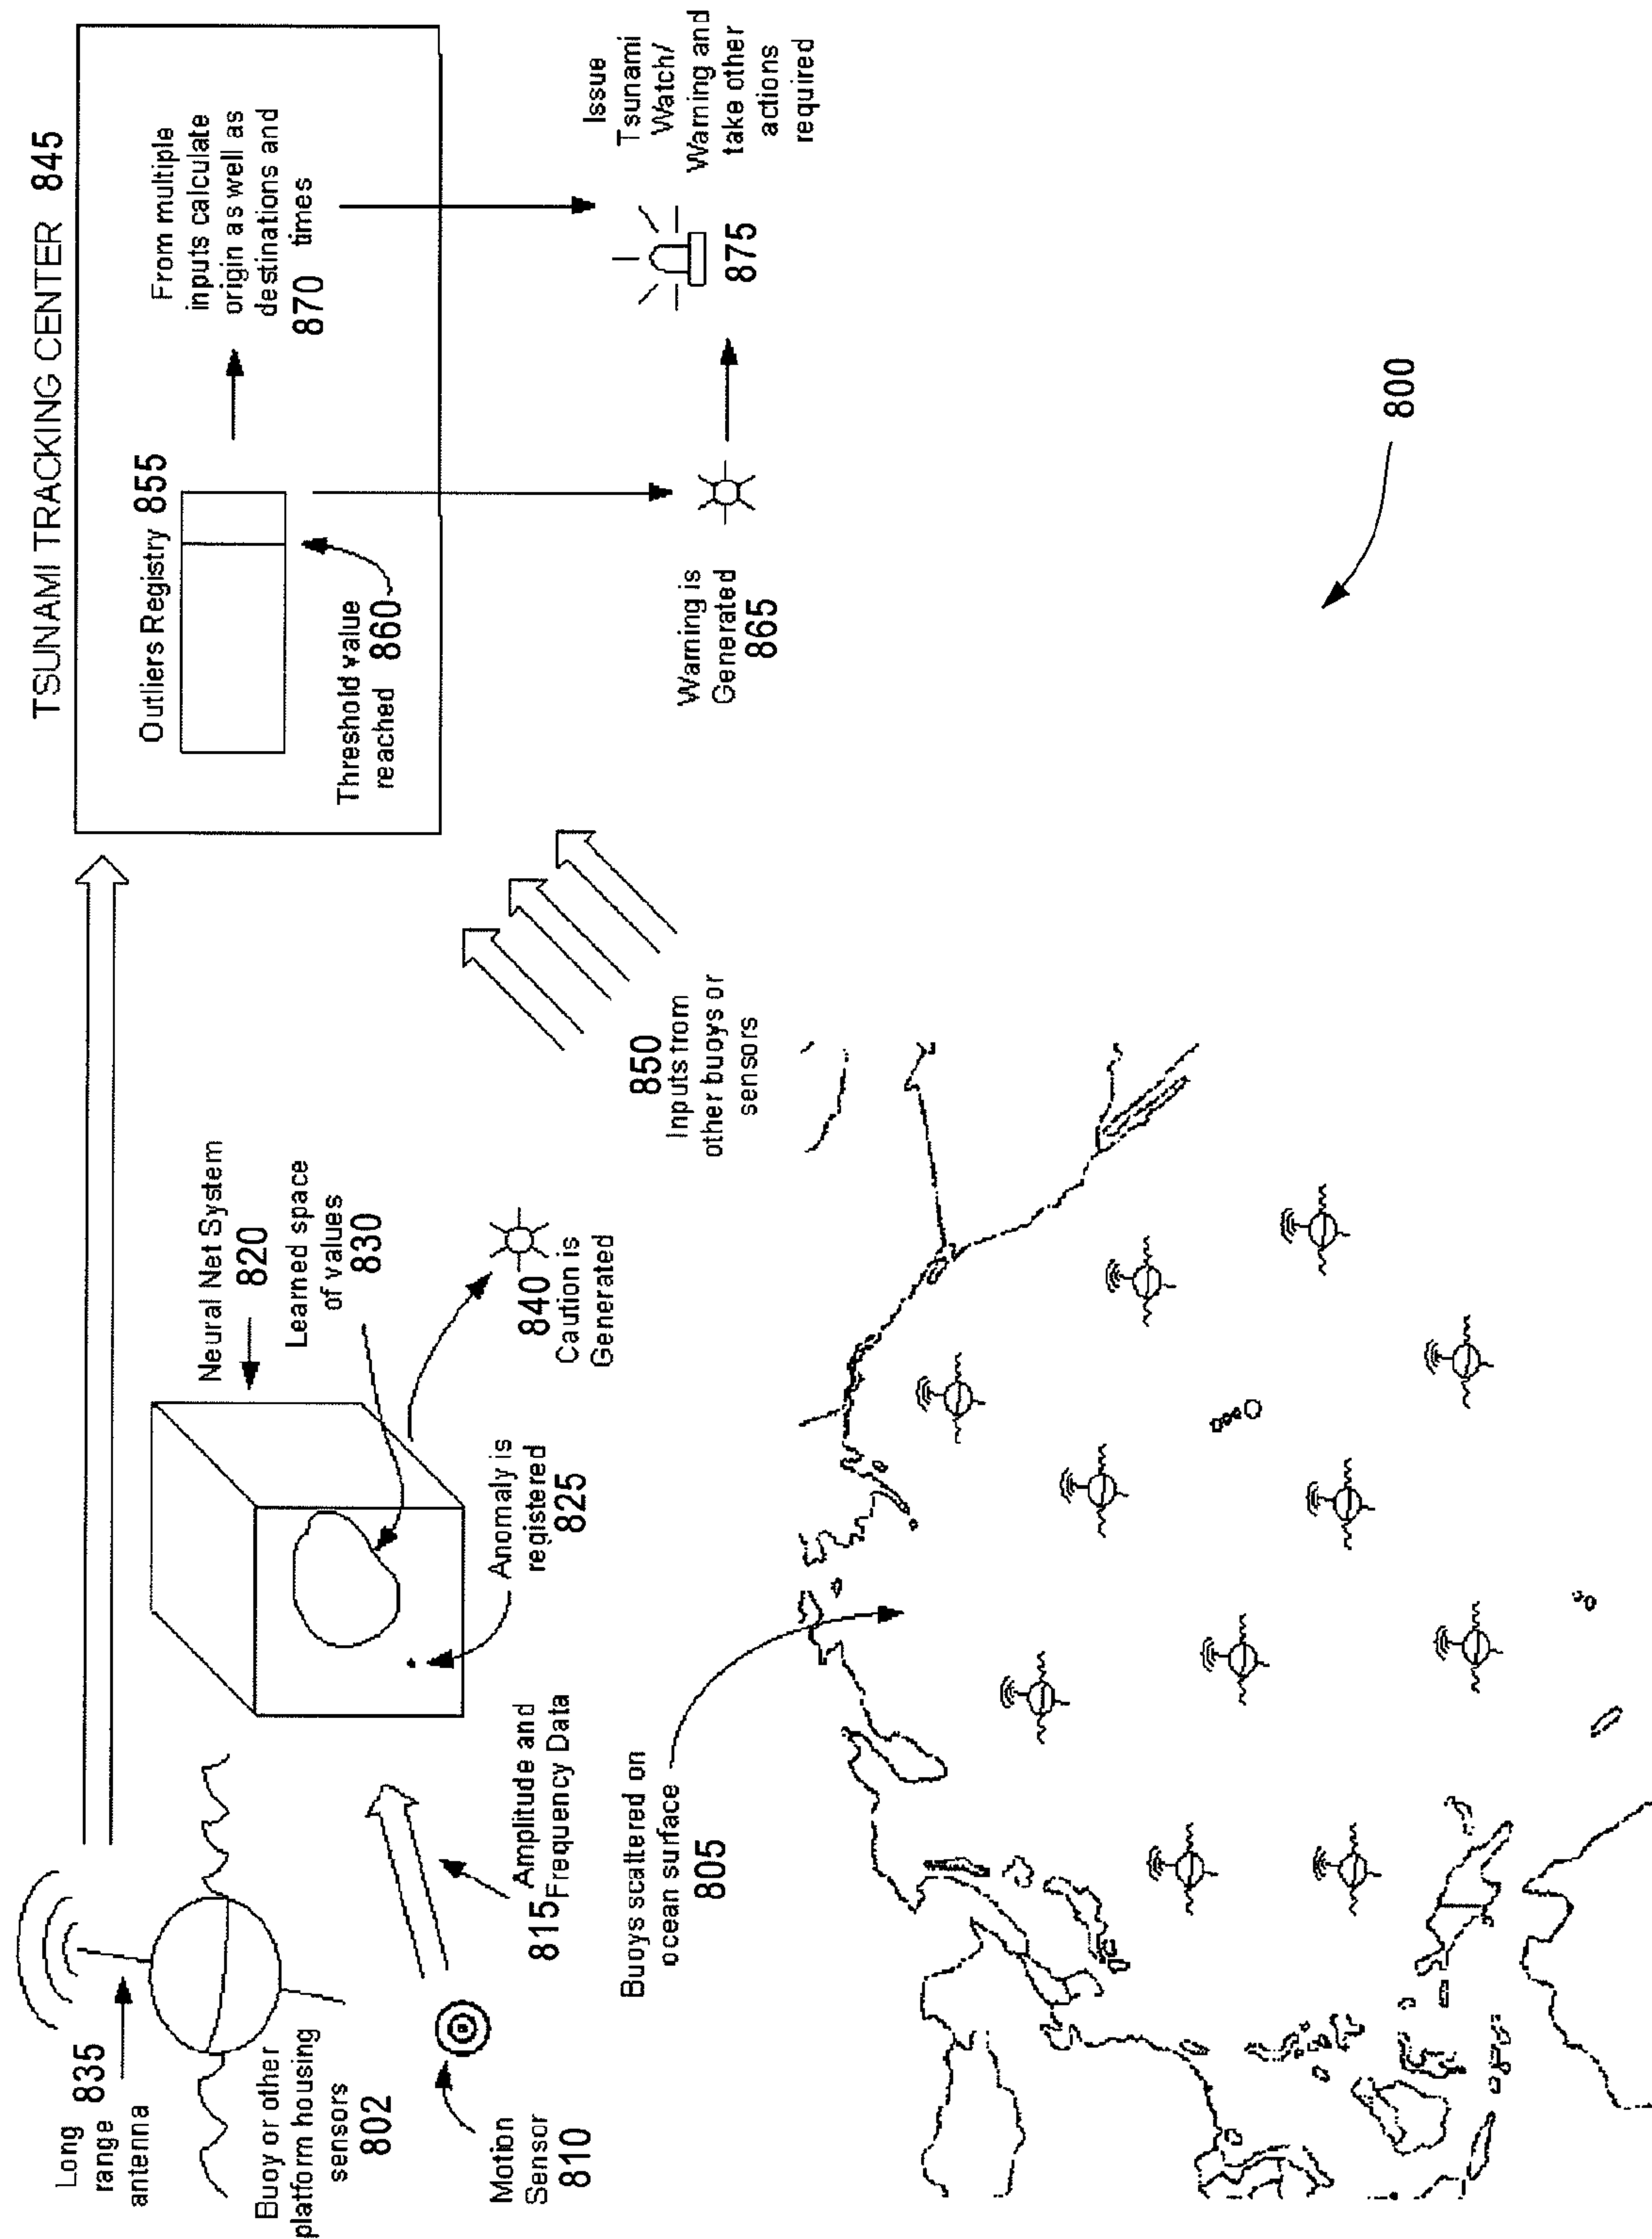 TSUNAMI TRACKING CENTER 845
Long 835
range
antenna
Buoy or other
platform housing
sensors
802
Motion
Sensor
810
815 Amplitude and
Frequency Data
Neural Net System
820
Learned space
of values
830
Anomaly is
registered
825
840
Caution is
Generated
850
Inputs from
other buoys or
sensors
Outliers Registry 855
Threshold value
reached 860
From multiple
inputs calculate
origin as well as
destinations and
870 times
Warning is
Generated
865
875
Issue
Tsunami
Watch/
Warning and
take other
actions
required
Buoys scattered on
ocean surface
805
800